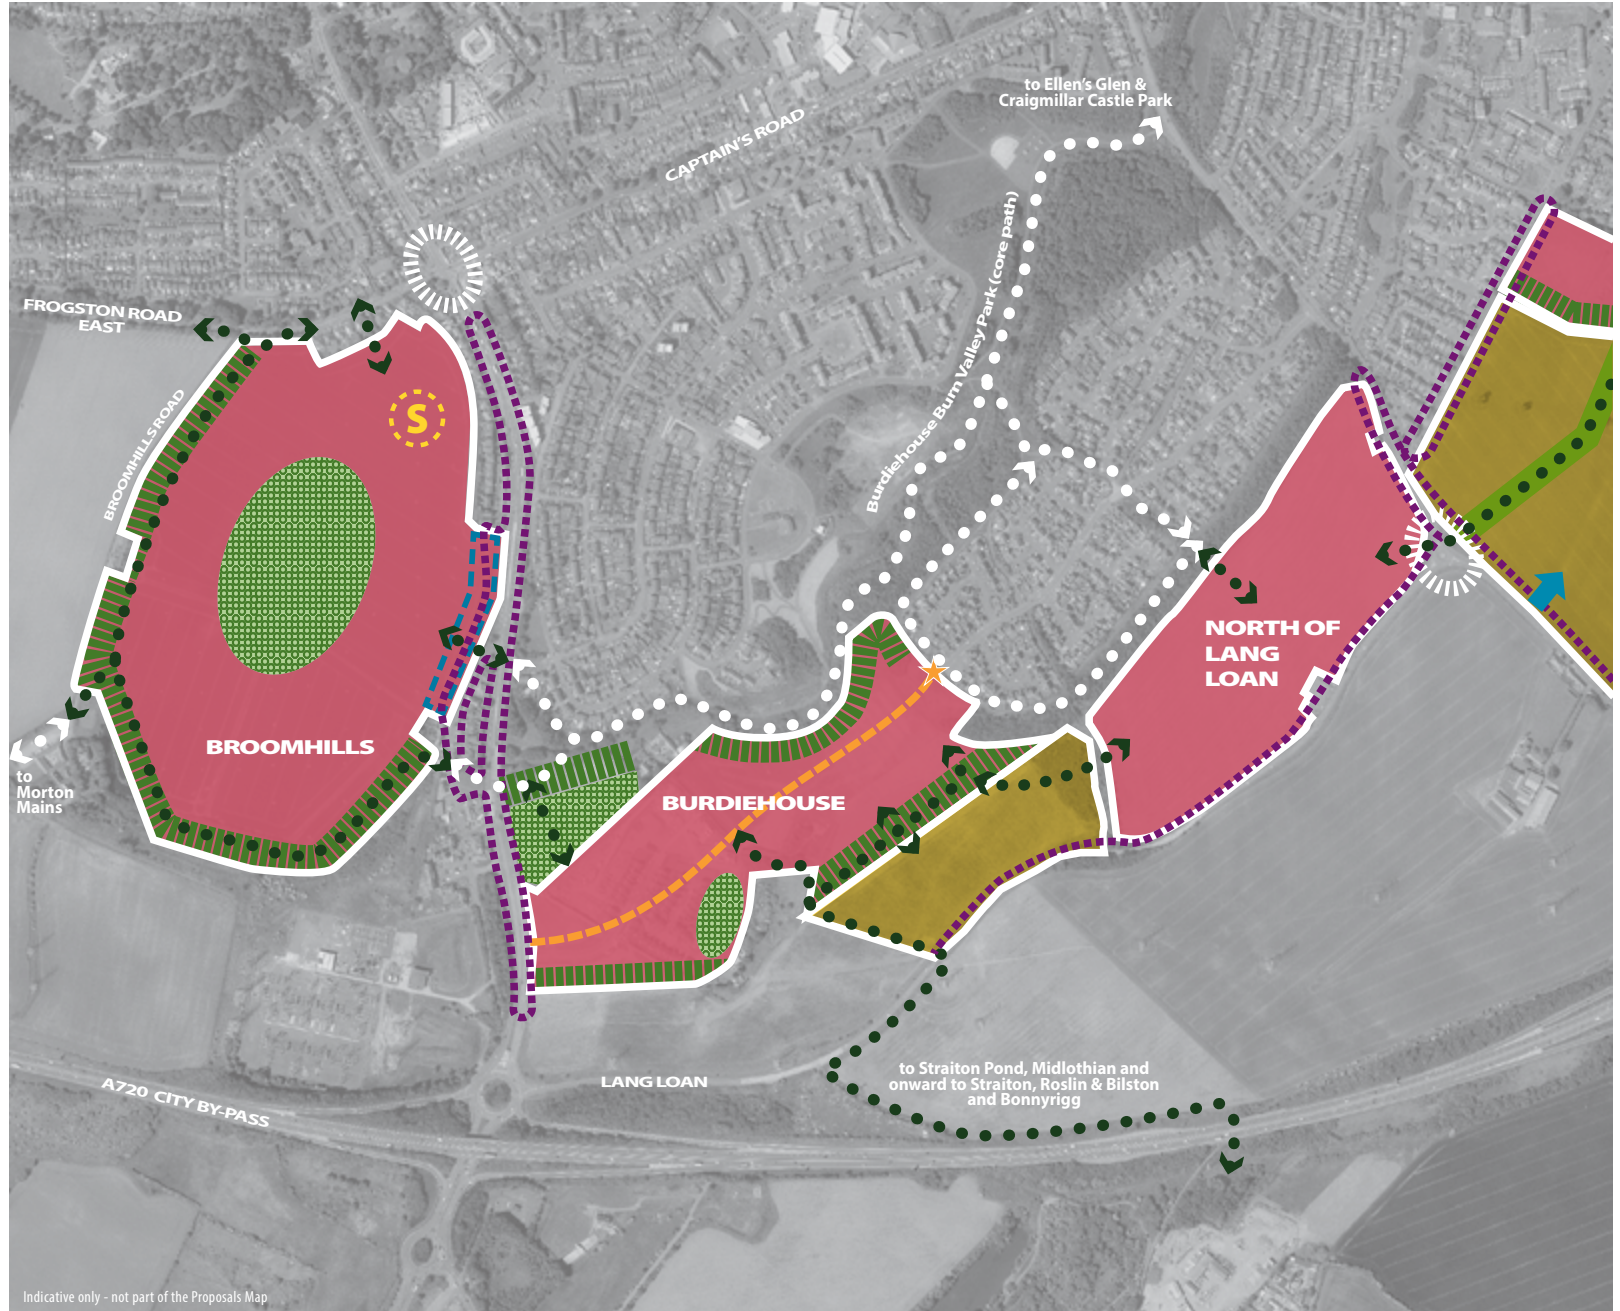 to Ellen's Glen &
Craigmillar Castle Park
CAPTAIN'S ROAD
Burdiehouse Burn Valley Park (core path)
FROGSTON ROAD
EAST
BROOMHILLS ROAD
S
NORTH OF
LANG
LOAN
BROOMHILLS
to
Morton
Mains
BURDIEHOUSE
to Straiton Pond, Midlothian and
onward to Straiton, Roslin & Bilston
and Bonnyrigg
LANG LOAN
A720 CITY BY-PASS
Indicative only - not part of the Proposals Map